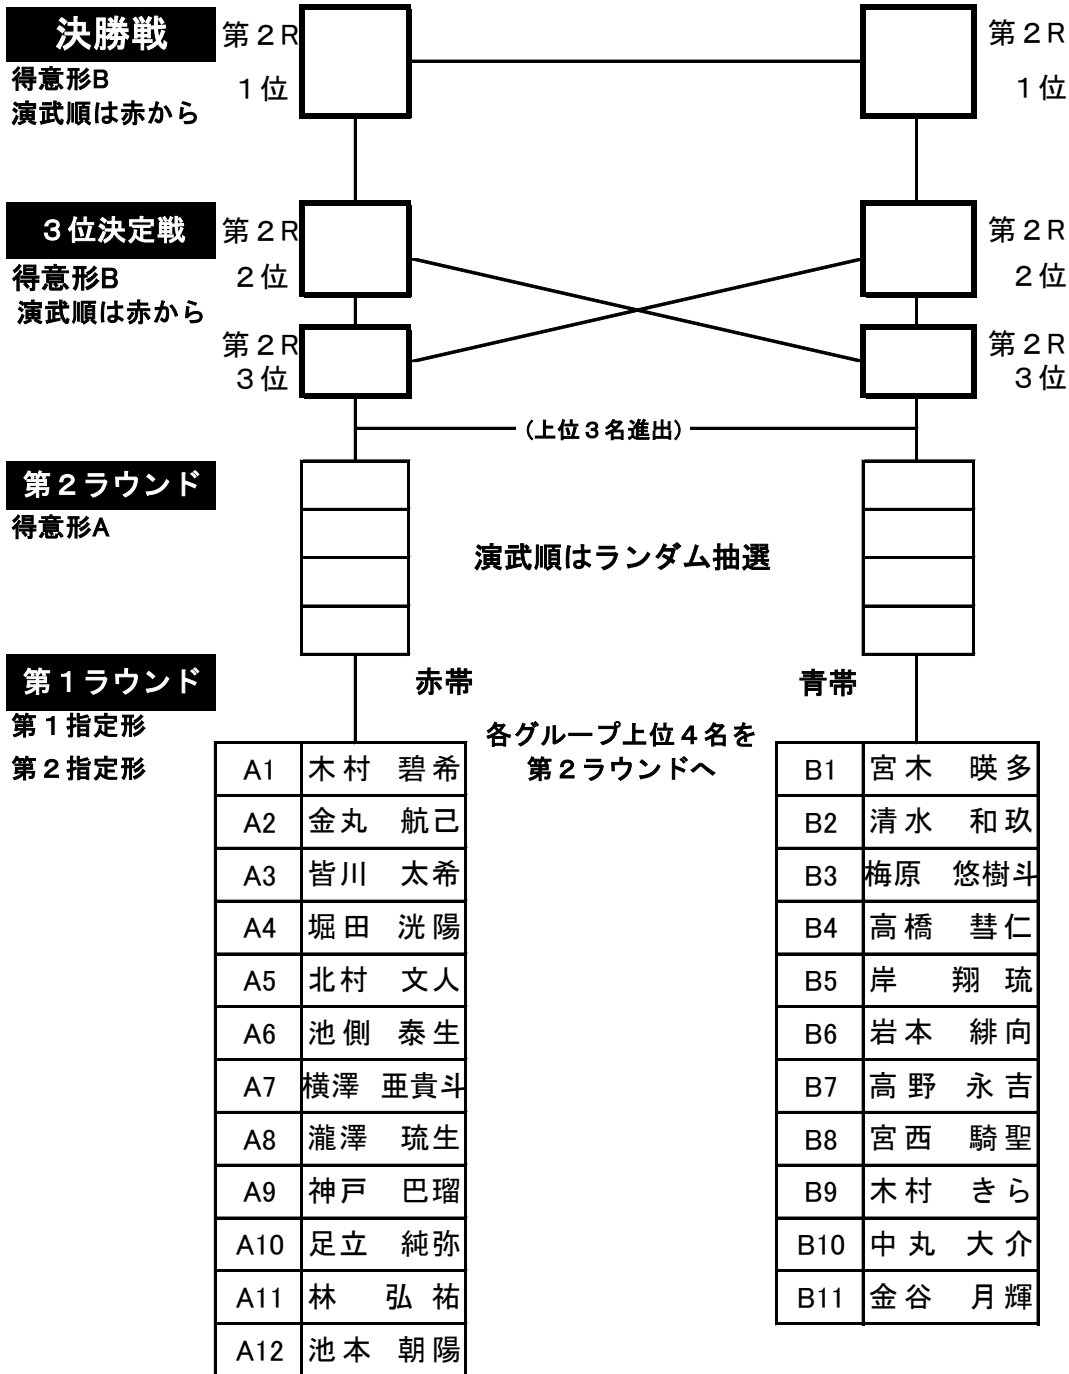 決勝戦 第２R 第２R
得意形B １位 １位
演武順は赤から
３位決定戦 第２R 第２R
得意形B ２位 ２位
演武順は赤から
第２R 第２R
３位 ３位
（上位３名進出）
第２ラウンド
得意形A
演武順はランダム抽選
第１ラウンド 赤帯 青帯
第１指定形 各グループ上位４名を
第２指定形 第２ラウンドへ
A1 木村 碧希 B1 宮木 暎多
A2 金丸 航己 B2 清水 和玖
A3 皆川 太希 B3 梅原 悠樹斗
A4 堀田 洸陽 B4 高橋 彗仁
A5 北村 文人 B5 岸 翔琉
A6 池側 泰生 B6 岩本 緋向
A7 横澤 亜貴斗 B7 高野 永吉
A8 瀧澤 琉生 B8 宮西 騎聖
A9 神戸 巴瑠 B9 木村 きら
A10 足立 純弥 B10 中丸 大介
A11 林 弘祐 B11 金谷 月輝
A12 池本 朝陽